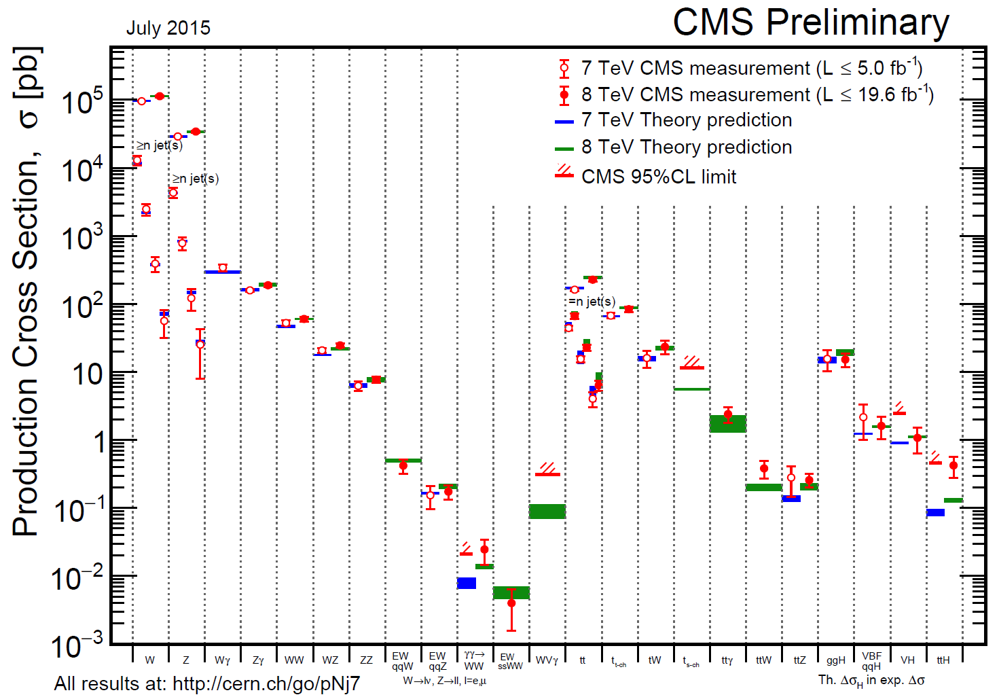 July 2015
CMS Preliminary
Production Cross Section, σ [pb]
10⁵
10⁴
10³
10²
10
1
10⁻¹
10⁻²
10⁻³
7 TeV CMS measurement (L ≤ 5.0 fb⁻¹)
8 TeV CMS measurement (L ≤ 19.6 fb⁻¹)
7 TeV Theory prediction
8 TeV Theory prediction
CMS 95%CL limit
≥n jet(s)
≥n jet(s)
=n jet(s)
W
Z
Wγ
Zγ
WW
WZ
ZZ
EW
qqW
EW
qqZ
γγ→
WW
EW
ssWW
WVγ
tt
t t-ch
tW
t s-ch
ttγ
ttW
ttZ
ggH
VBF
qqH
VH
ttH
All results at: http://cern.ch/go/pNj7
W→lν, Z→ll, l=e,μ
Th. Δσ_H in exp. Δσ